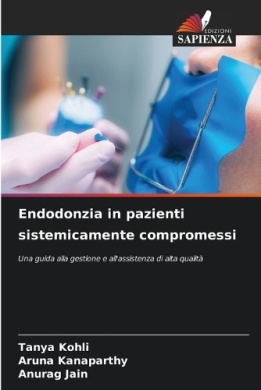 EDIZIONI
SAPIENZA
Endodonzia in pazienti
sistemicamente compromessi
Una guida alla gestione e all'assistenza di alta qualità
Tanya Kohli
Aruna Kanaparthy
Anurag Jain